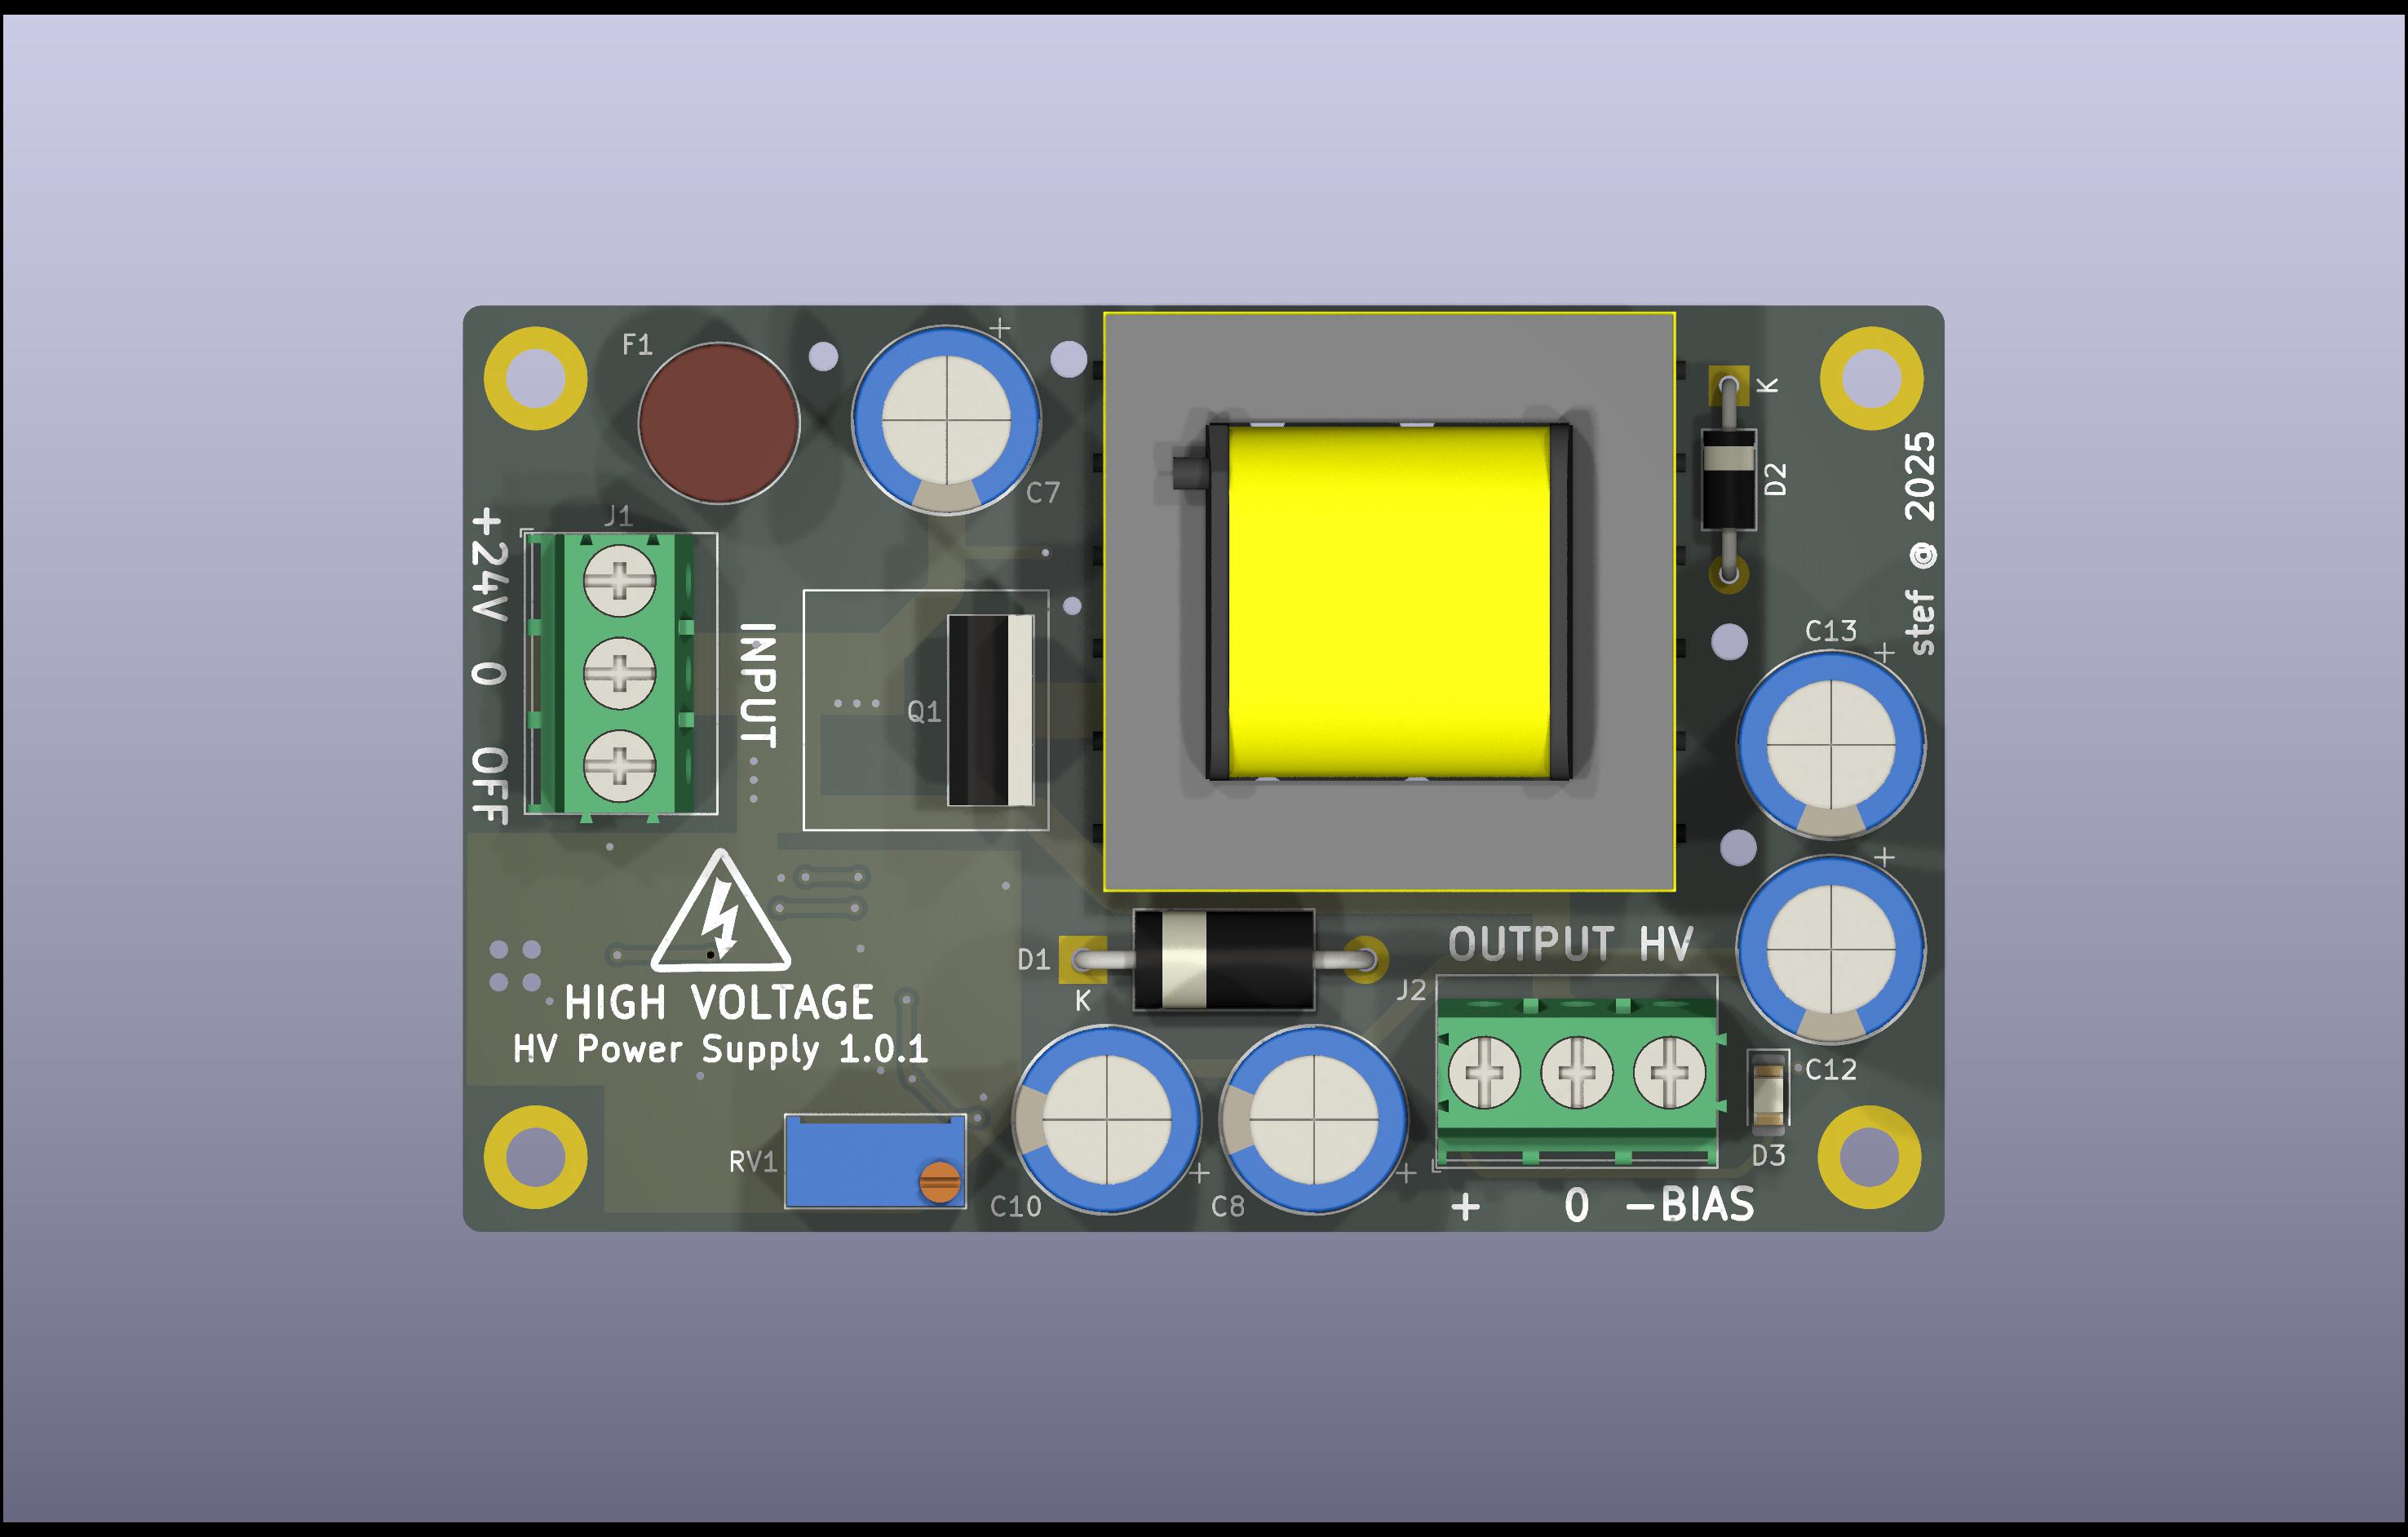 F1
+
C7
K
D2
stef @ 2025
J1
+24V
0
OFF
INPUT
Q1
C13
+
+
D1
K
OUTPUT HV
J2
HIGH VOLTAGE
HV Power Supply 1.0.1
C12
D3
RV1
C10
+
C8
+
+ 0 -BIAS